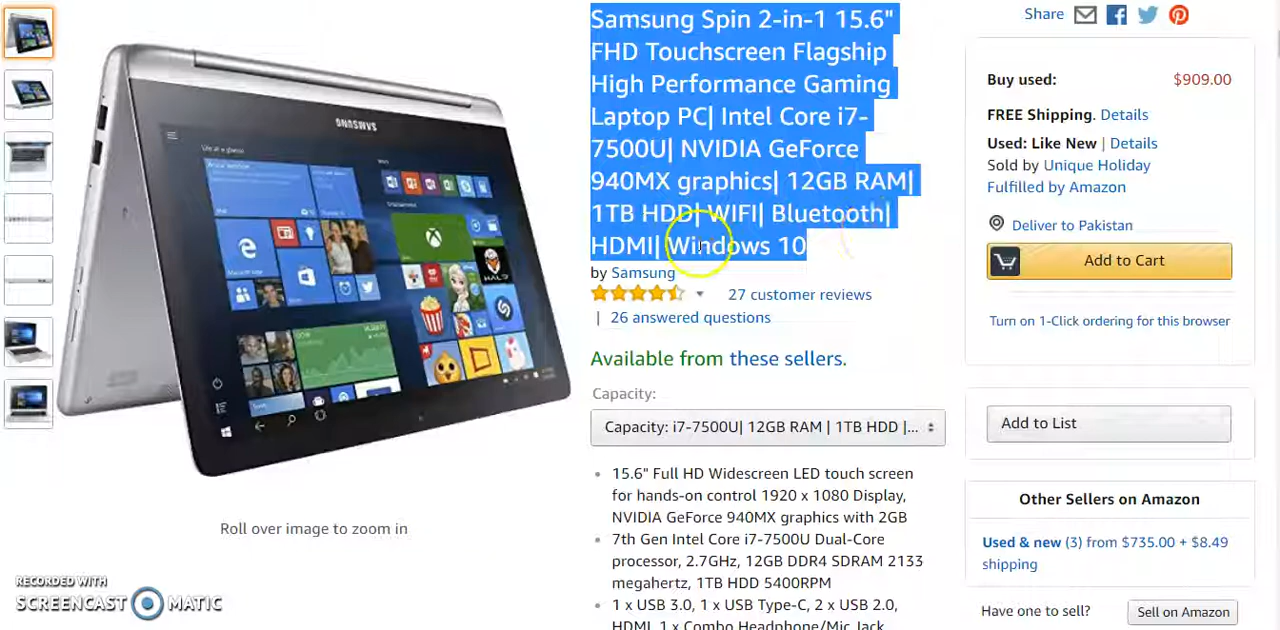 SAMSUNG
Samsung Spin 2-in-1 15.6"
FHD Touchscreen Flagship
High Performance Gaming
Laptop PC| Intel Core i7-
7500U| NVIDIA GeForce
940MX graphics| 12GB RAM|
1TB HDD| WIFI| Bluetooth|
HDMI| Windows 10
by Samsung
27 customer reviews
| 26 answered questions
Available from these sellers.
Capacity:
Capacity: i7-7500U| 12GB RAM | 1TB HDD |...
15.6" Full HD Widescreen LED touch screen
for hands-on control 1920 x 1080 Display,
NVIDIA GeForce 940MX graphics with 2GB
7th Gen Intel Core i7-7500U Dual-Core
processor, 2.7GHz, 12GB DDR4 SDRAM 2133
megahertz, 1TB HDD 5400RPM
1 x USB 3.0, 1 x USB Type-C, 2 x USB 2.0,
HDMI, 1 x Combo Headphone/Mic Jack
Roll over image to zoom in
RECORDED WITH
SCREENCAST MATIC
Share
Buy used: $909.00
FREE Shipping. Details
Used: Like New | Details
Sold by Unique Holiday
Fulfilled by Amazon
Deliver to Pakistan
Add to Cart
Turn on 1-Click ordering for this browser
Add to List
Other Sellers on Amazon
Used & new (3) from $735.00 + $8.49
shipping
Have one to sell? Sell on Amazon